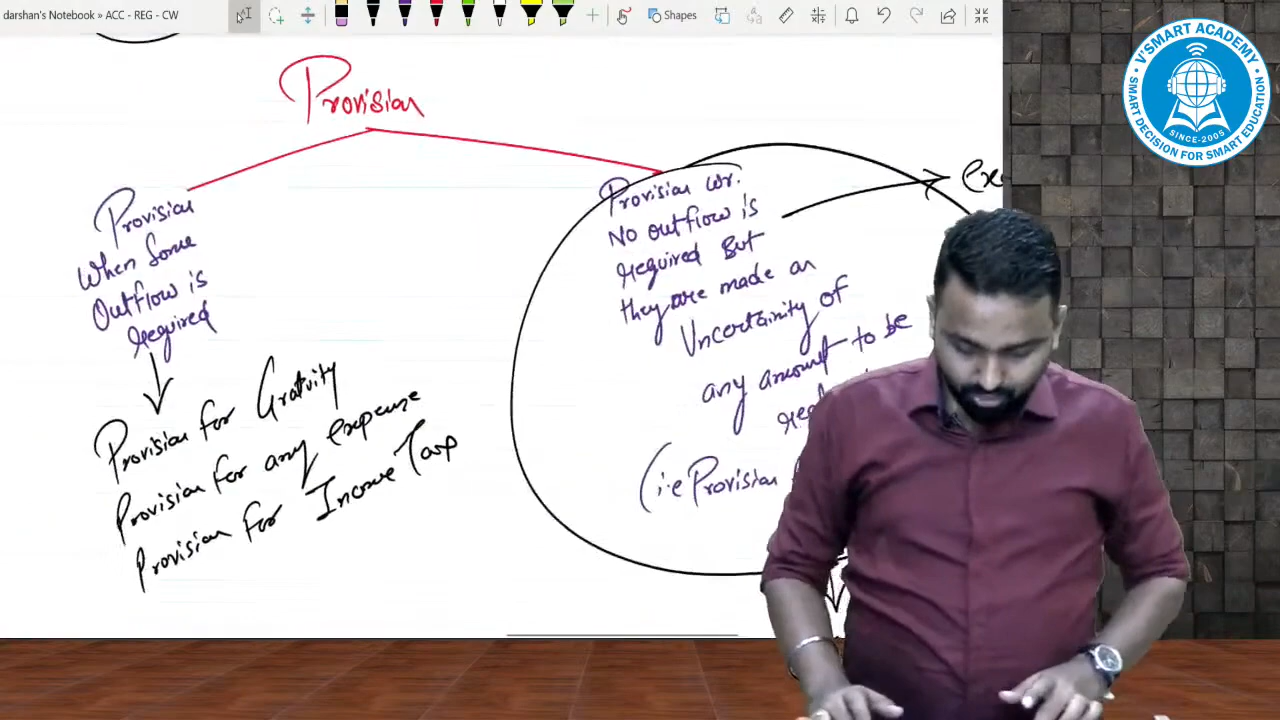 darshan's Notebook » ACC - REG - CW
Shapes
V'SMART ACADEMY
SINCE-2005
SMART DECISION FOR SMART EDUCATION
Provision
Provision
When Some
Outflow is
required
Provision for Gratuity
Provision for any expense
Provision for Income Tax
Provision wr.
No outflow is
required But
they are made on
Uncertainity of
any amount to be
(i.e Provision